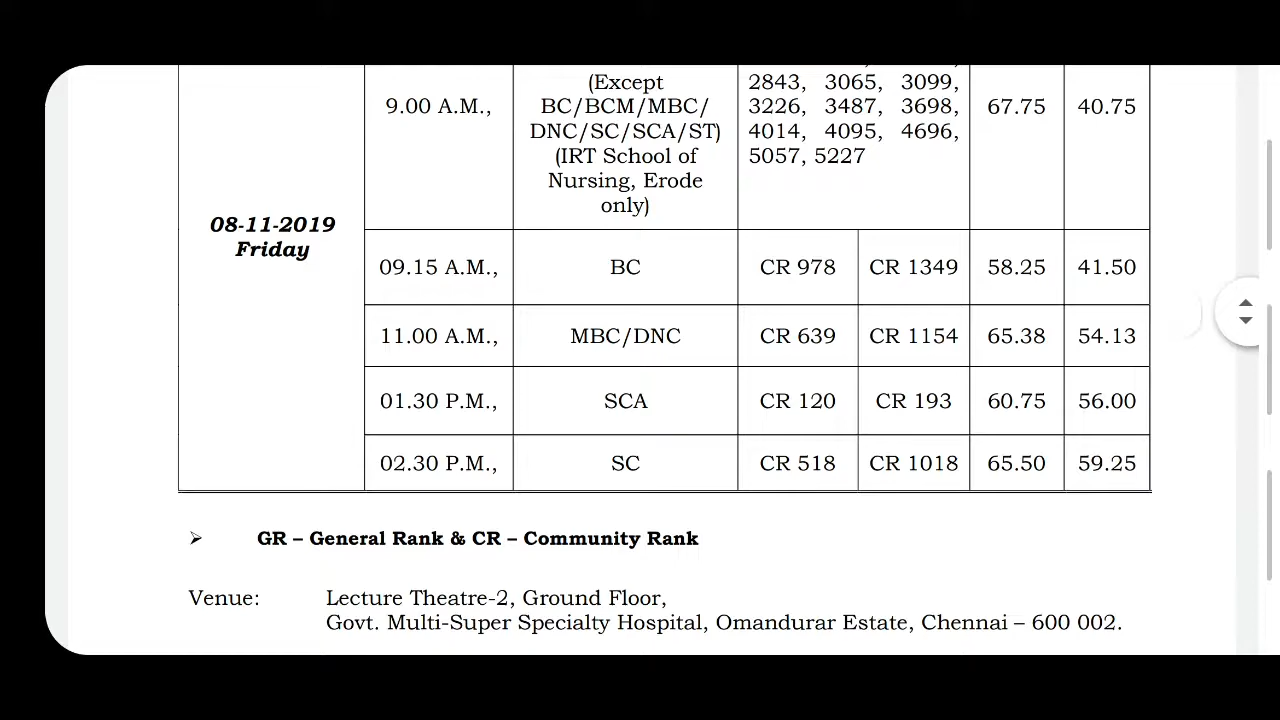 (Except
BC/BCM/MBC/
DNC/SC/SCA/ST)
(IRT School of
Nursing, Erode
only)
9.00 A.M.,
2843, 3065, 3099,
3226, 3487, 3698,
4014, 4095, 4696,
5057, 5227
67.75 40.75
08-11-2019
Friday
09.15 A.M., BC CR 978 CR 1349 58.25 41.50
11.00 A.M., MBC/DNC CR 639 CR 1154 65.38 54.13
01.30 P.M., SCA CR 120 CR 193 60.75 56.00
02.30 P.M., SC CR 518 CR 1018 65.50 59.25
➢ GR – General Rank & CR – Community Rank
Venue: Lecture Theatre-2, Ground Floor,
Govt. Multi-Super Specialty Hospital, Omandurar Estate, Chennai – 600 002.